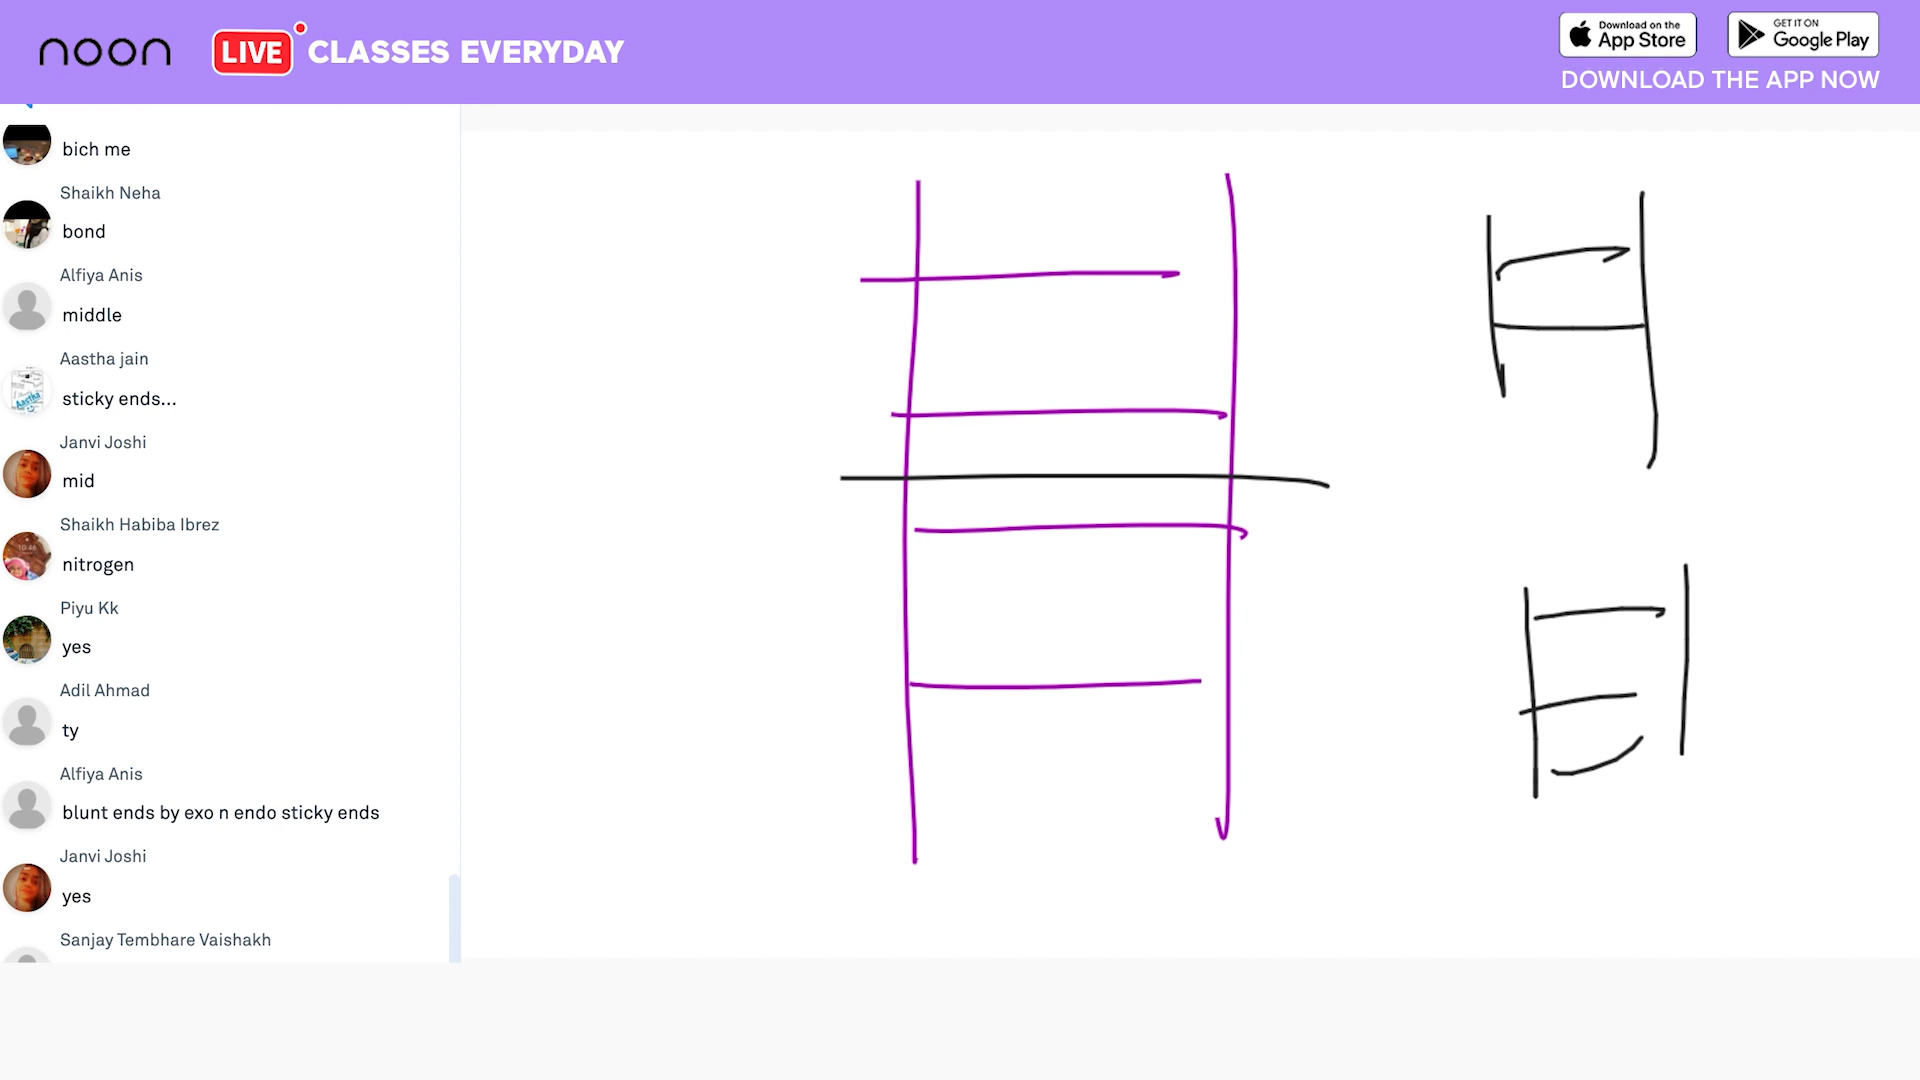 noon
LIVE CLASSES EVERYDAY
Download on the
App Store
GET IT ON
Google Play
DOWNLOAD THE APP NOW
bich me
Shaikh Neha
bond
Alfiya Anis
middle
Aastha jain
sticky ends...
Janvi Joshi
mid
Shaikh Habiba Ibrez
nitrogen
Piyu Kk
yes
Adil Ahmad
ty
Alfiya Anis
blunt ends by exo n endo sticky ends
Janvi Joshi
yes
Sanjay Tembhare Vaishakh